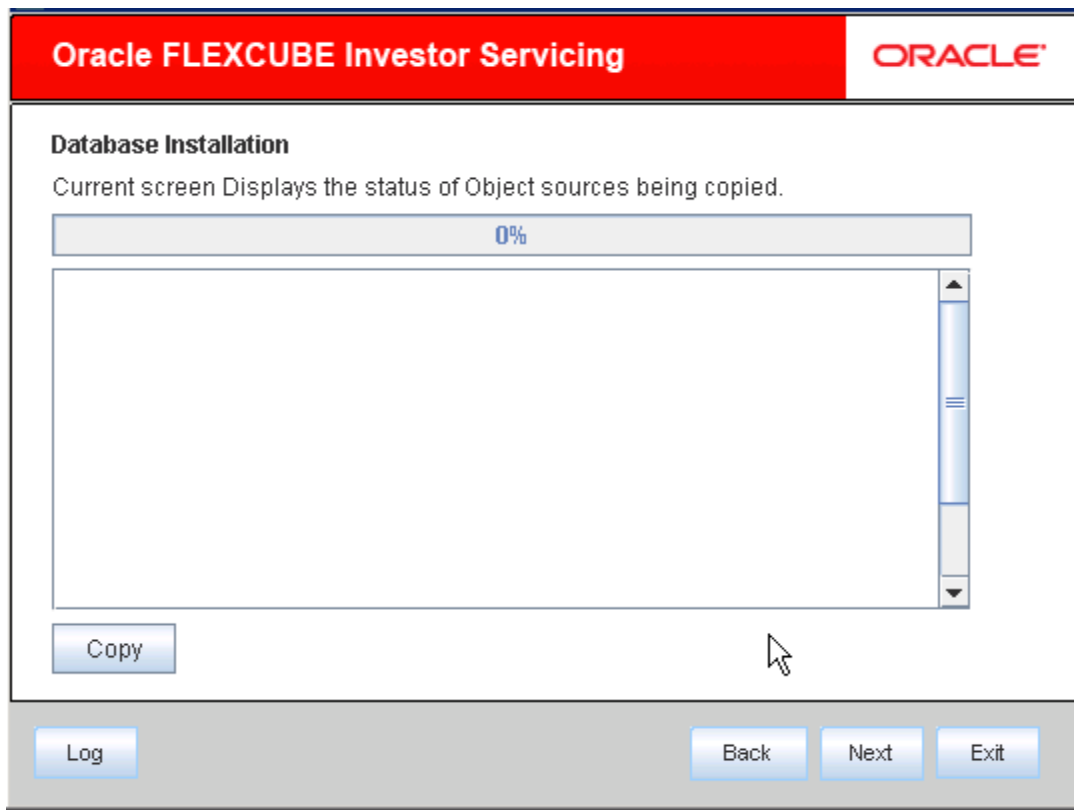 Oracle FLEXCUBE Investor Servicing
ORACLE
Database Installation
Current screen Displays the status of Object sources being copied.
0%
Copy
Log
Back
Next
Exit